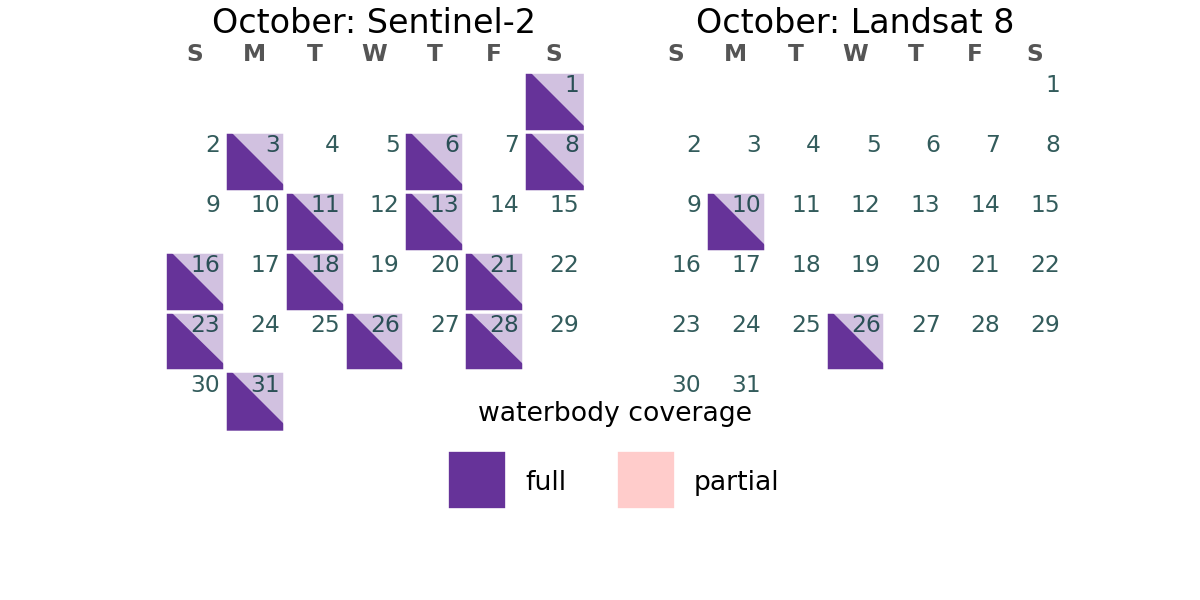 October: Sentinel-2
S M T W T F S
1
2 3 4 5 6 7 8
9 10 11 12 13 14 15
16 17 18 19 20 21 22
23 24 25 26 27 28 29
30 31
October: Landsat 8
S M T W T F S
1
2 3 4 5 6 7 8
9 10 11 12 13 14 15
16 17 18 19 20 21 22
23 24 25 26 27 28 29
30 31
waterbody coverage
full partial